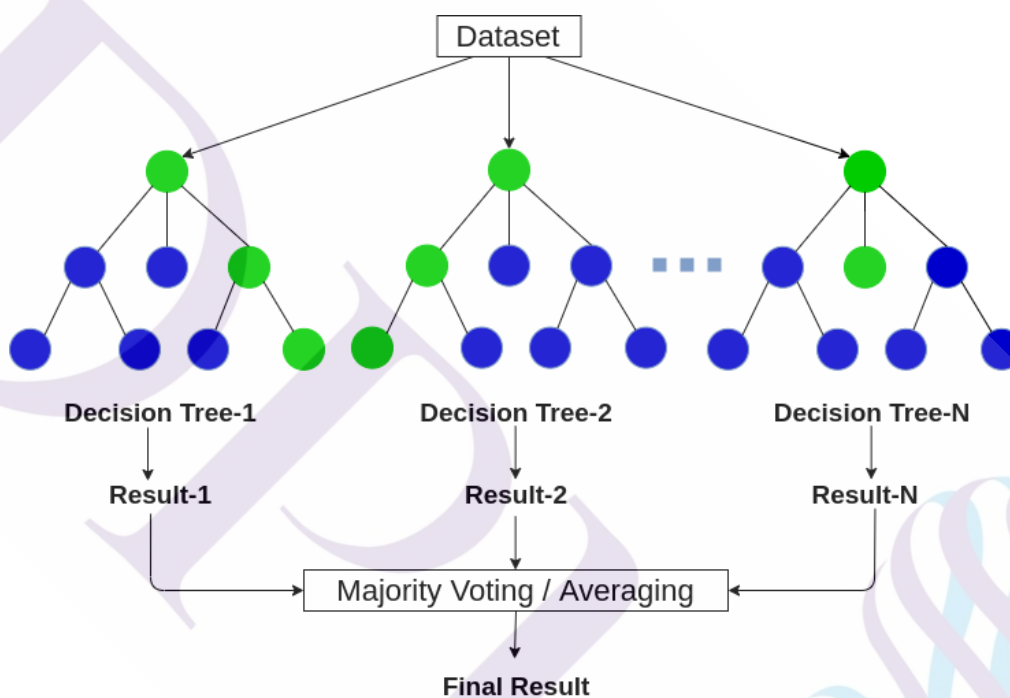 Dataset
Decision Tree-1
Decision Tree-2
Decision Tree-N
Result-1
Result-2
Result-N
Majority Voting / Averaging
Final Result